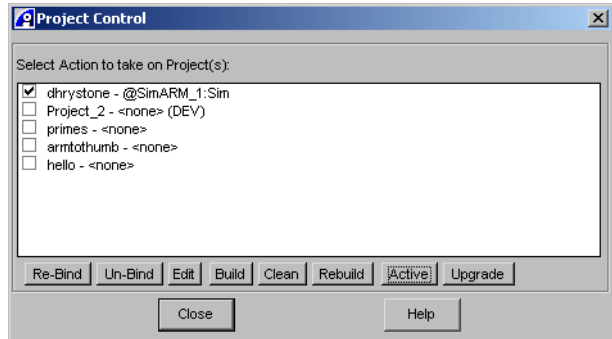 Project Control
Select Action to take on Project(s):
dhrystone - @SimARM_1:Sim
Project_2 - <none> (DEV)
primes - <none>
armtothumb - <none>
hello - <none>
Re-Bind Un-Bind Edit Build Clean Rebuild Active Upgrade
Close Help